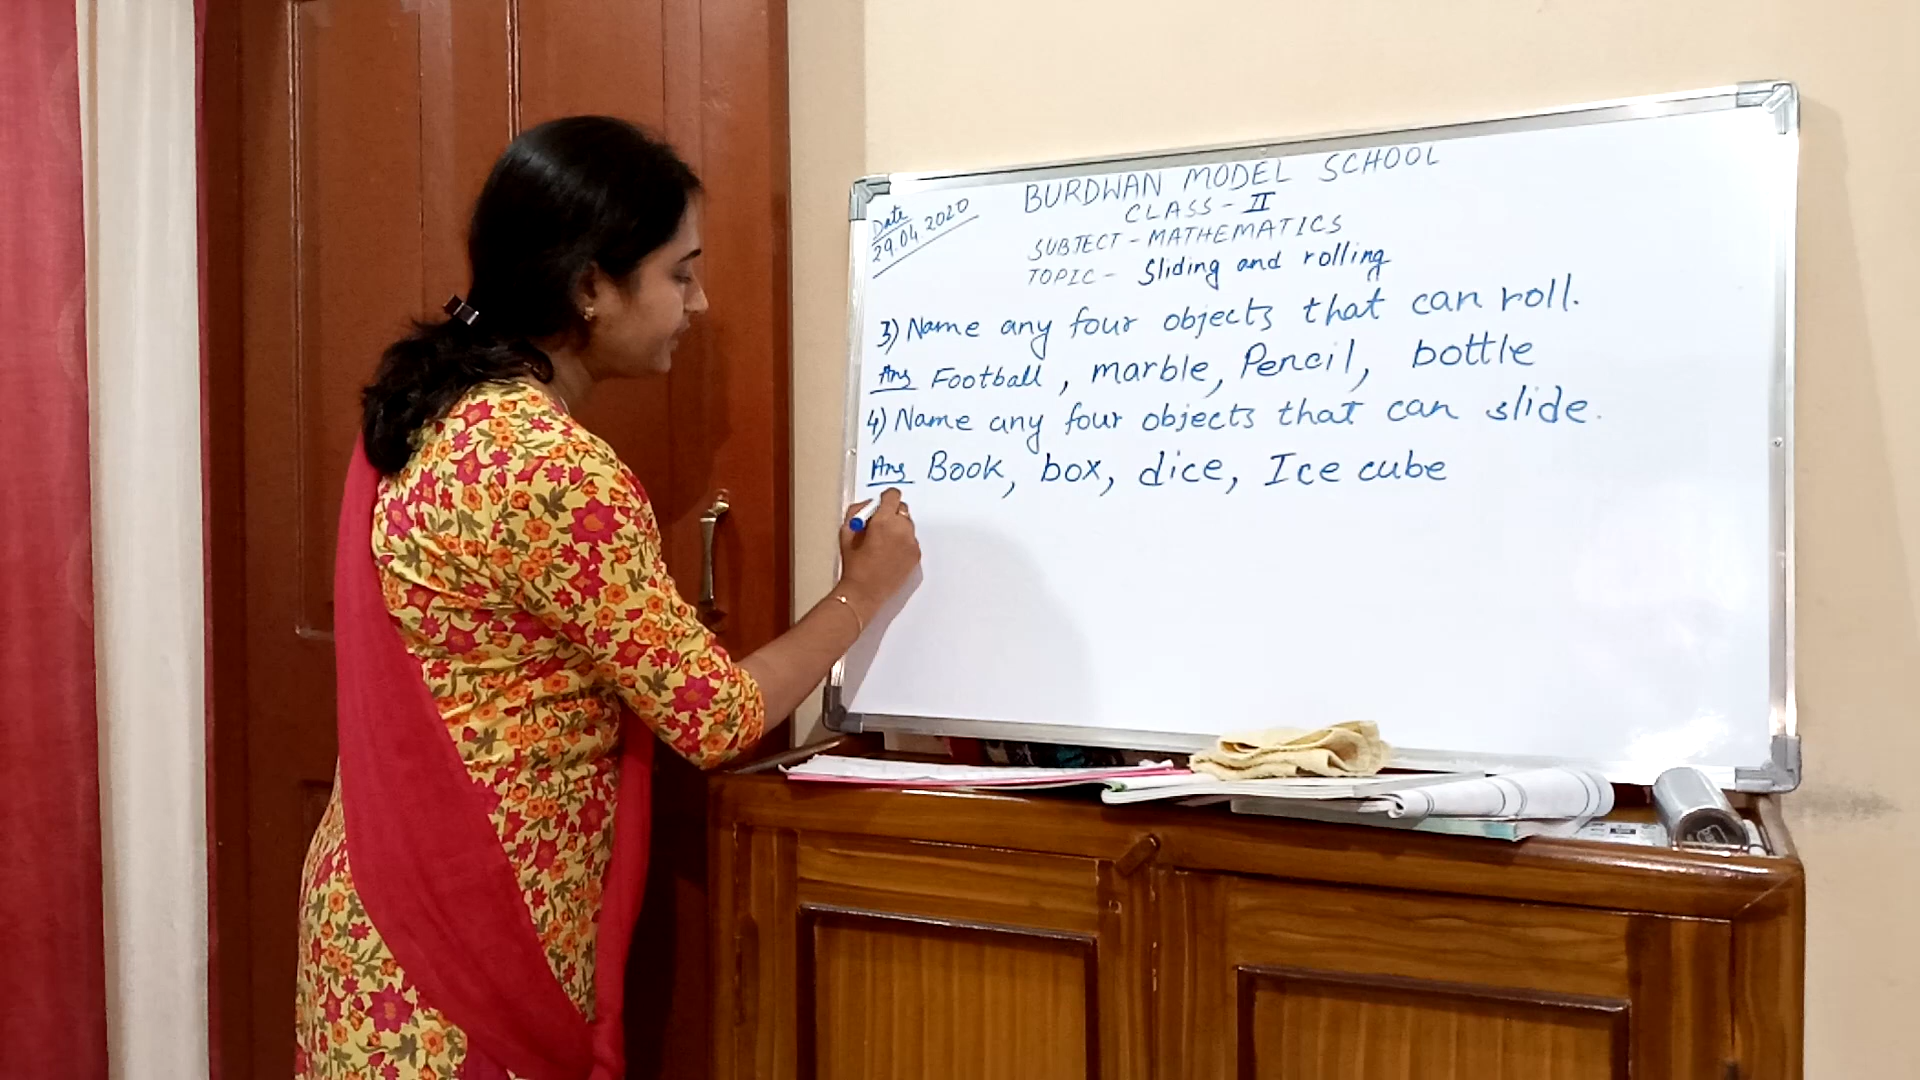 BURDWAN MODEL SCHOOL
Date
29.04.2020
CLASS - II
SUBJECT - MATHEMATICS
TOPIC - Sliding and rolling
3) Name any four objects that can roll.
Ans Football, marble, Pencil, bottle
4) Name any four objects that can slide.
Ans Book, box, dice, Ice cube